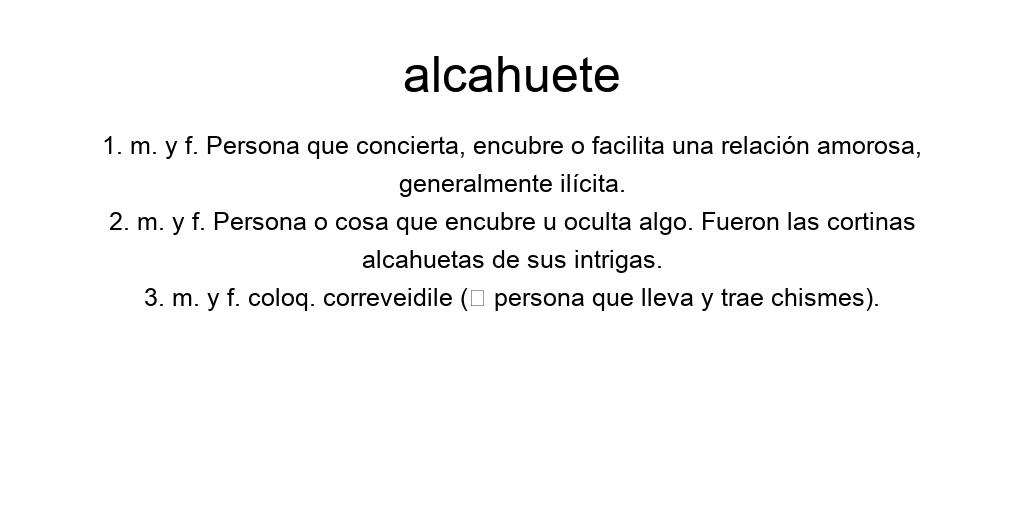 alcahuete
1. m. y f. Persona que concierta, encubre o facilita una relación amorosa,
generalmente ilícita.
2. m. y f. Persona o cosa que encubre u oculta algo. Fueron las cortinas
alcahuetas de sus intrigas.
3. m. y f. coloq. correveidile (□ persona que lleva y trae chismes).